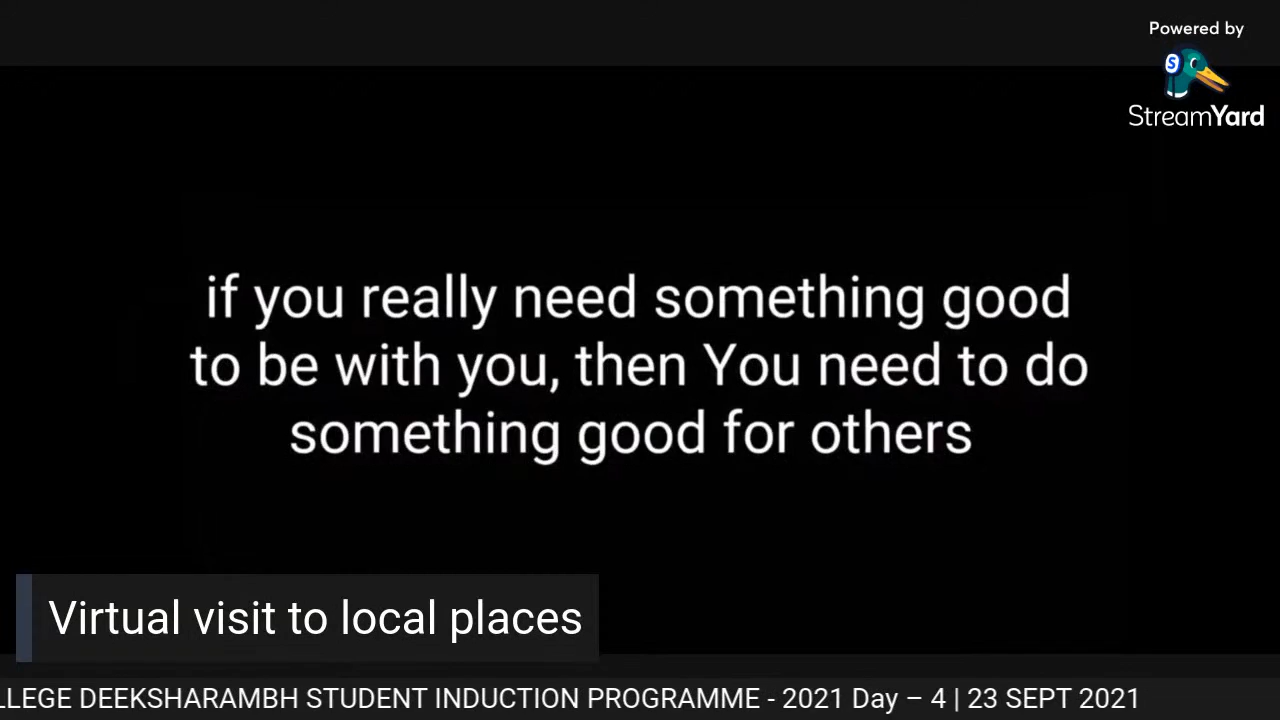 Powered by
S
StreamYard
if you really need something good
to be with you, then You need to do
something good for others
Virtual visit to local places
LLEGE DEEKSHARAMBH STUDENT INDUCTION PROGRAMME - 2021 Day – 4 | 23 SEPT 2021